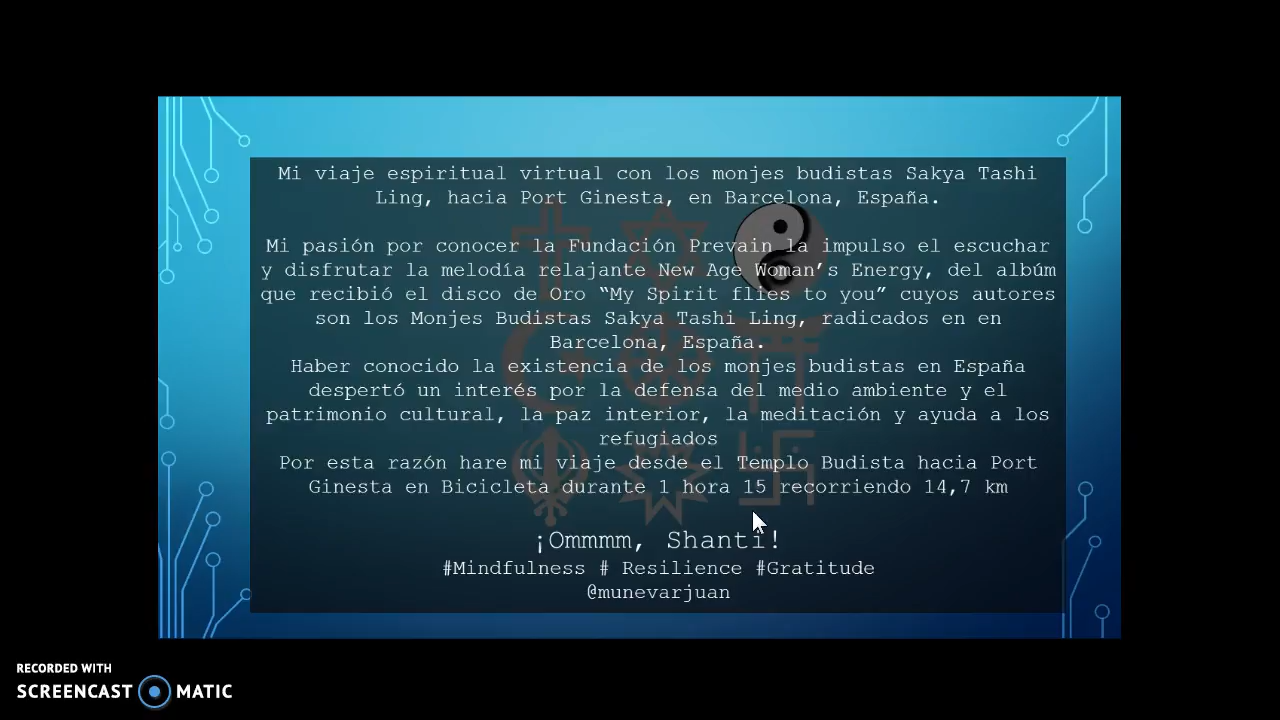 Mi viaje espiritual virtual con los monjes budistas Sakya Tashi
Ling, hacia Port Ginesta, en Barcelona, España.
Mi pasión por conocer la Fundación Prevain la impulso el escuchar
y disfrutar la melodía relajante New Age Woman’s Energy, del albúm
que recibió el disco de Oro “My Spirit flies to you” cuyos autores
son los Monjes Budistas Sakya Tashi Ling, radicados en en
Barcelona, España.
Haber conocido la existencia de los monjes budistas en España
despertó un interés por la defensa del medio ambiente y el
patrimonio cultural, la paz interior, la meditación y ayuda a los
refugiados
Por esta razón hare mi viaje desde el Templo Budista hacia Port
Ginesta en Bicicleta durante 1 hora 15 recorriendo 14,7 km
¡Ommmm, Shanti!
#Mindfulness # Resilience #Gratitude
@munevarjuan
RECORDED WITH
SCREENCAST MATIC